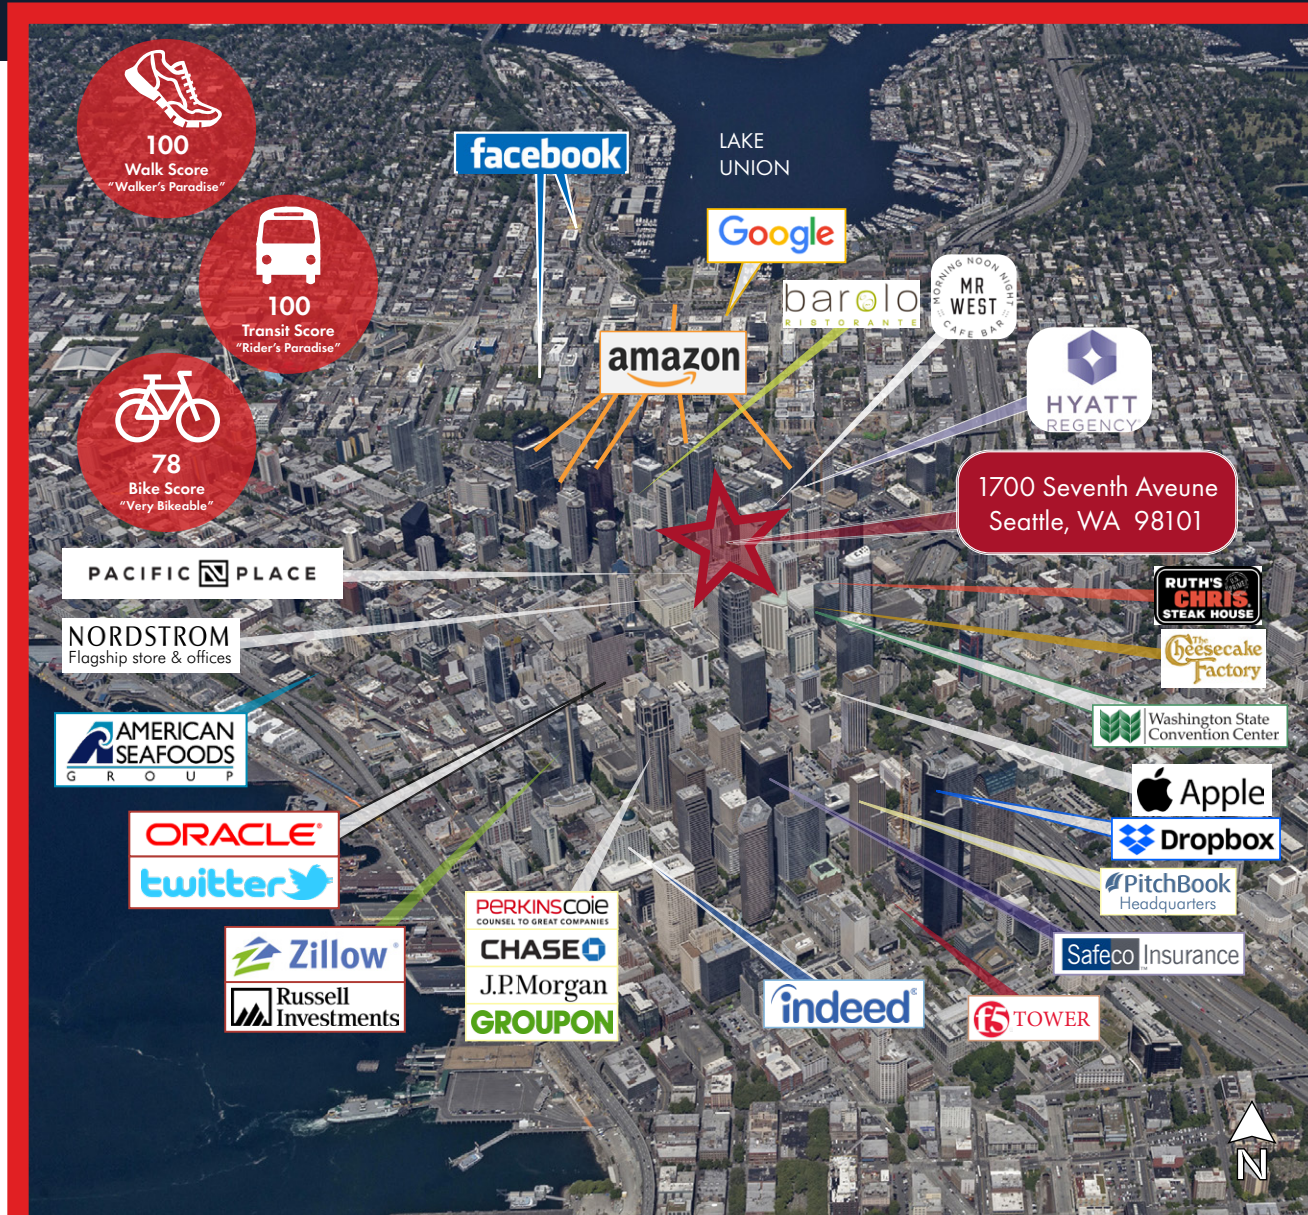 100
Walk Score
"Walker's Paradise"
100
Transit Score
"Rider's Paradise"
78
Bike Score
"Very Bikeable"
facebook
LAKE
UNION
Google
barolo
RISTORANTE
MORNING NOON NIGHT
MR
WEST
CAFE BAR
amazon
HYATT
REGENCY
1700 Seventh Aveune
Seattle, WA 98101
PACIFIC PLACE
NORDSTROM
Flagship store & offices
AMERICAN
SEAFOODS
GROUP
ORACLE
twitter
Zillow
Russell
Investments
PERKINSCOIE
COUNSEL TO GREAT COMPANIES
CHASE
J.P.Morgan
GROUPON
indeed
f5 TOWER
RUTH'S
U.S. PRIME
CHRIS
STEAK HOUSE
The
Cheesecake
Factory
Washington State
Convention Center
Apple
Dropbox
PitchBook
Headquarters
Safeco Insurance
N